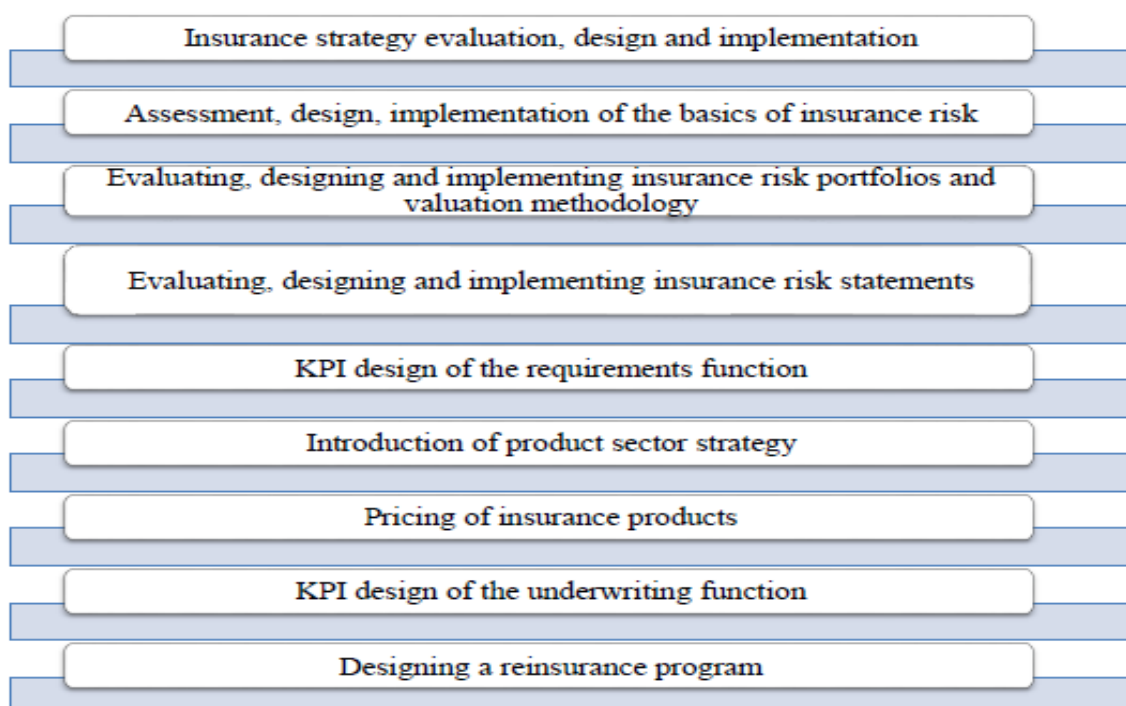 Insurance strategy evaluation, design and implementation
Assessment, design, implementation of the basics of insurance risk
Evaluating, designing and implementing insurance risk portfolios and
valuation methodology
Evaluating, designing and implementing insurance risk statements
KPI design of the requirements function
Introduction of product sector strategy
Pricing of insurance products
KPI design of the underwriting function
Designing a reinsurance program